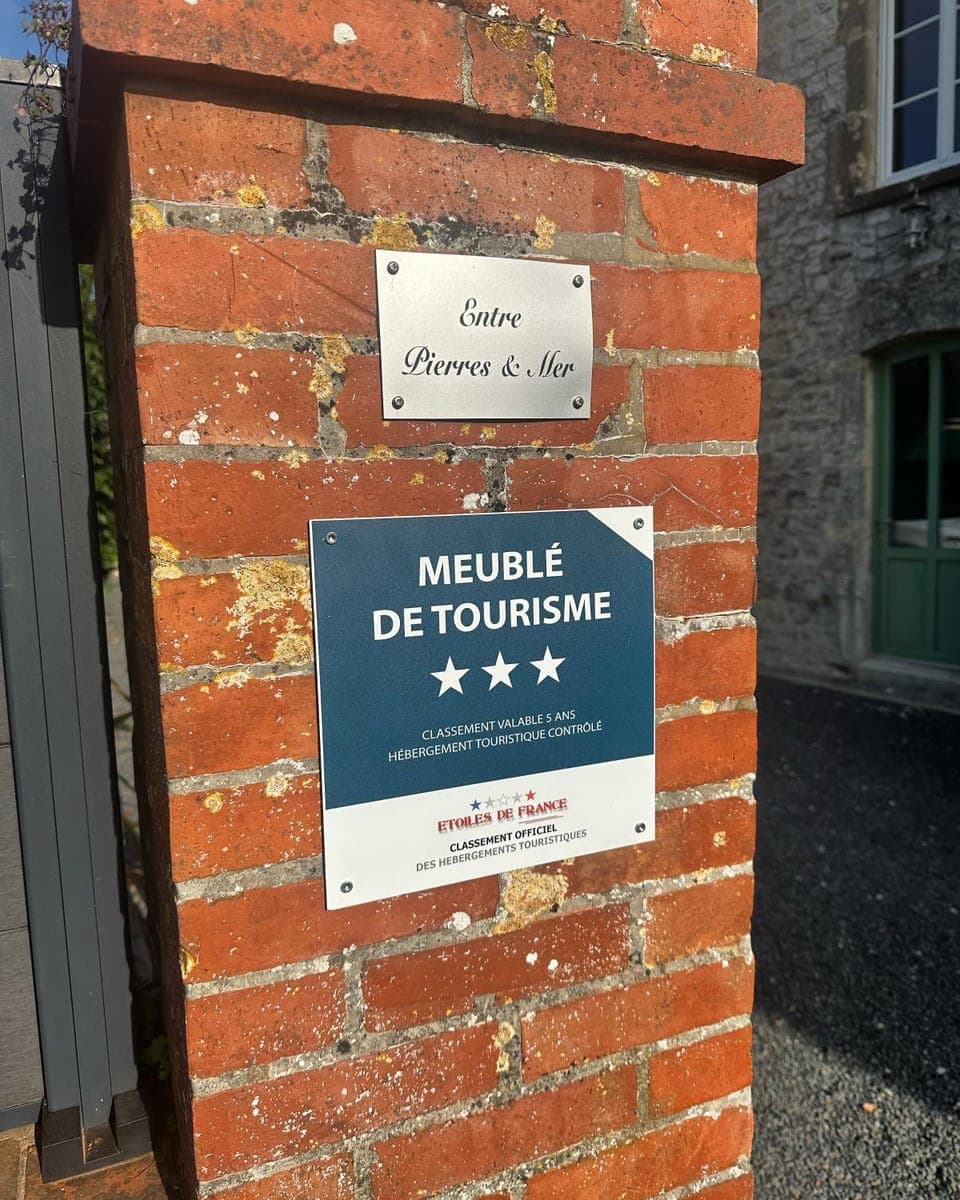 Entre
Pierres & Mer
MEUBLÉ
DE TOURISME
CLASSEMENT VALABLE 5 ANS
HÉBERGEMENT TOURISTIQUE CONTRÔLÉ
ETOILES DE FRANCE
CLASSEMENT OFFICIEL
DES HEBERGEMENTS TOURISTIQUES